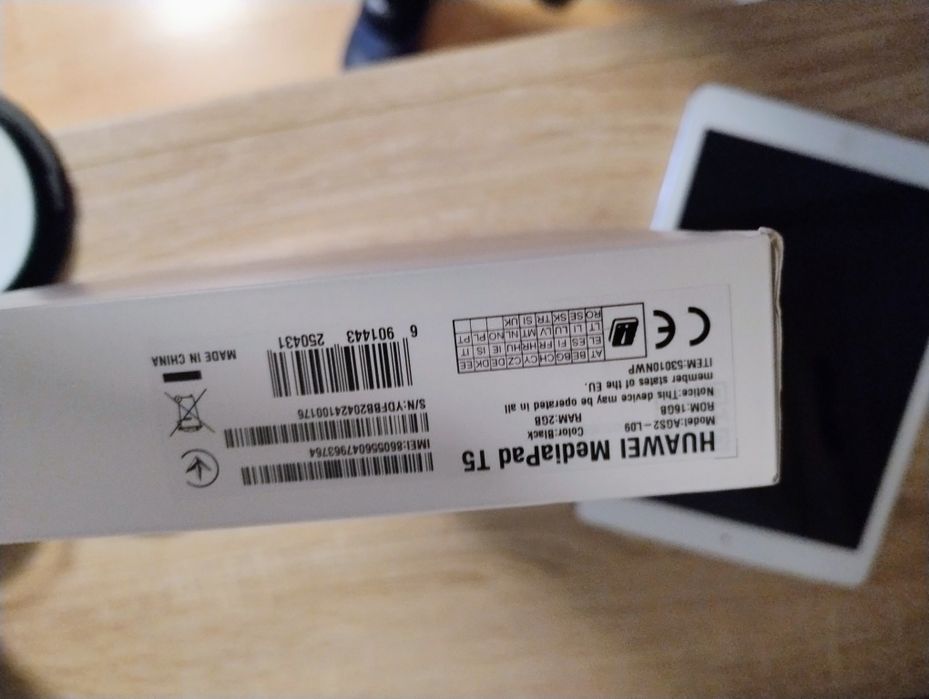 HUAWEI MediaPad T5
Model:AGS2-L09
Color:Black
ROM:16GB
RAM:2GB
Notice:This device may be operated in all
member states of the EU.
ITEM:53010NWP
AT BE BG CH CY CZ DE DK EE
EL ES FI FR HR HU IE IS IT
LT LI LU LV MT NL NO PL PT
RO SE SK TR SI UK
CE
i
IMEI:860556047963764
S/N:YDFBB20424100176
6 901443 250431
MADE IN CHINA